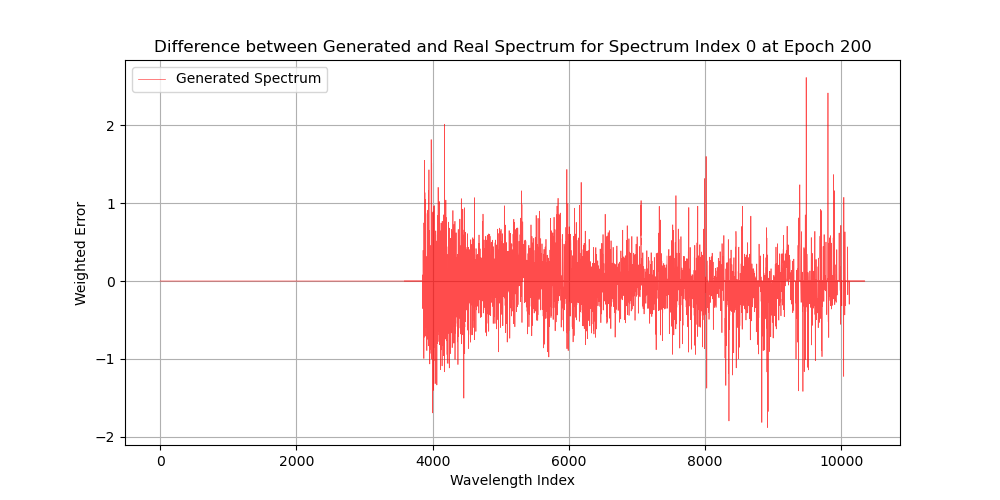 Difference between Generated and Real Spectrum for Spectrum Index 0 at Epoch 200
Generated Spectrum
Weighted Error
2
1
0
−1
−2
0 2000 4000 6000 8000 10000
Wavelength Index